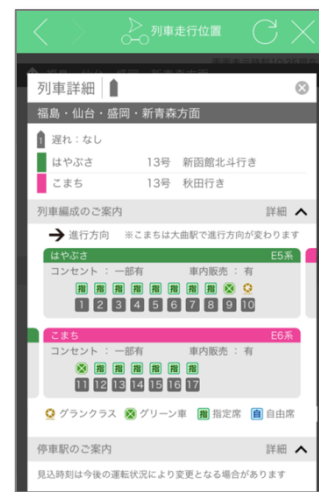 列車走行位置
列車詳細
福島・仙台・盛岡・新青森方面
遅れ：なし
はやぶさ 13号 新函館北斗行き
こまち 13号 秋田行き
列車編成のご案内 詳細
進行方向 ※こまちは大曲駅で進行方向が変わります
はやぶさ E5系
コンセント：一部有 車内販売：有
指 指 指 指 指 指 指 指
1 2 3 4 5 6 7 8 9 10
こまち E6系
コンセント：一部有 車内販売：有
指 指 指 指 指 指
11 12 13 14 15 16 17
グランクラス グリーン車 指 指定席 自 自由席
停車駅のご案内 詳細
見込時刻は今後の運転状況により変更となる場合があります